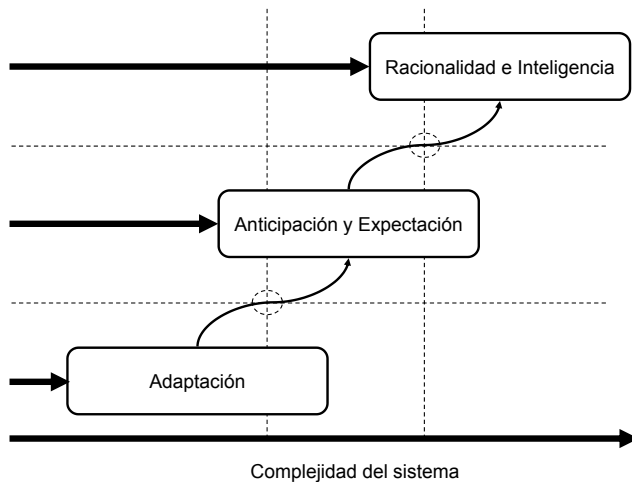 Racionalidad e Inteligencia
Anticipación y Expectación
Adaptación
Complejidad del sistema